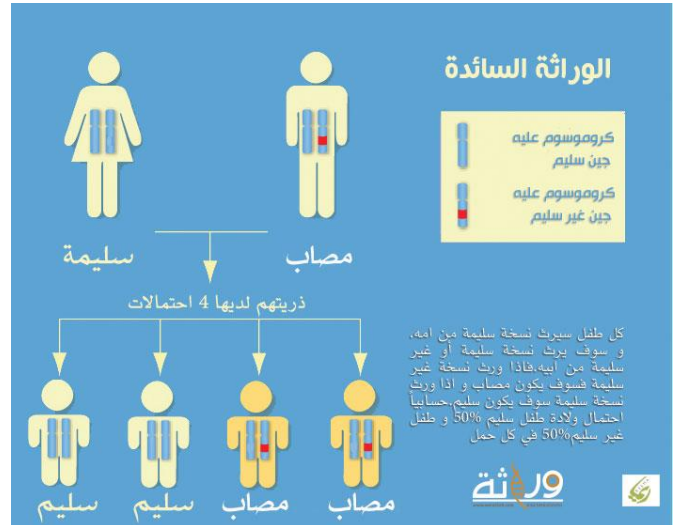 الوراثة السائدة
كروموسوم عليه
جين سليم
كروموسوم عليه
جين غير سليم
سليمة
مصاب
ذريتهم لديها 4 احتمالات
كل طفل سيرث نسخة سليمة من امه.
و سوف يرث نسخة سليمة أو غير
سليمة من ابيه.فاذا ورث نسخة غير
سليمة فسوف يكون مصاب و اذا ورث
نسخة سليمة سوف يكون سليم.حسابياً
احتمال ولادة طفل سليم 50% و طفل
غير سليم50% في كل حمل
سليم
سليم
مصاب
مصاب
وراثة